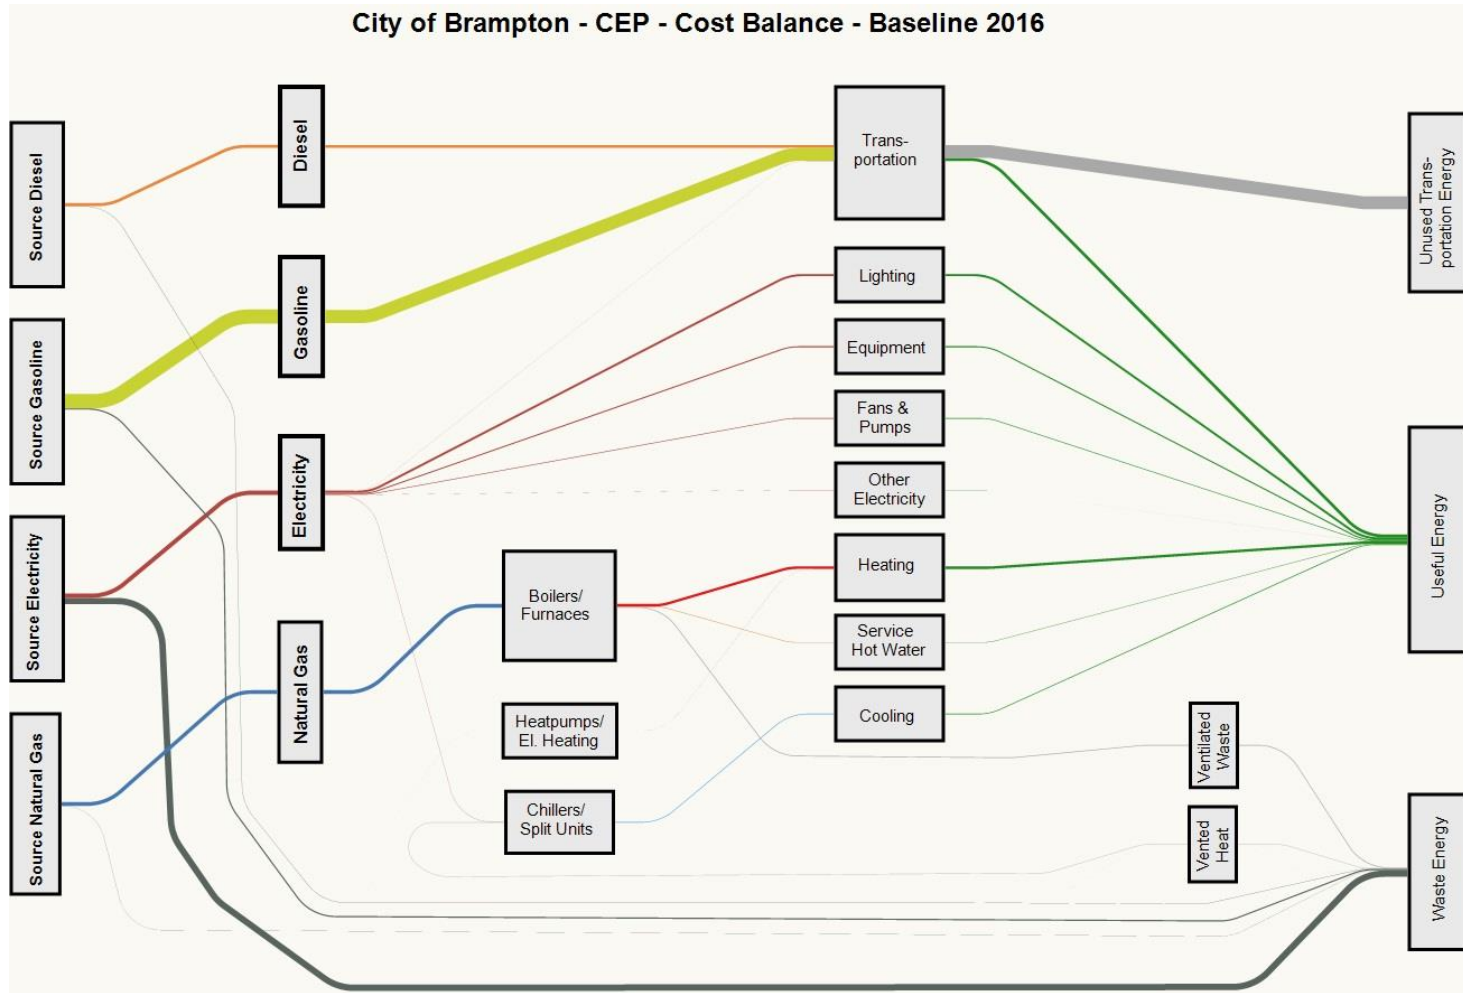 City of Brampton - CEP - Cost Balance - Baseline 2016
Source Diesel
Source Gasoline
Source Electricity
Source Natural Gas
Diesel
Gasoline
Electricity
Natural Gas
Boilers/
Furnaces
Heatpumps/
El. Heating
Chillers/
Split Units
Trans-
portation
Lighting
Equipment
Fans &
Pumps
Other
Electricity
Heating
Service
Hot Water
Cooling
Ventilated
Waste
Vented
Heat
Unused Trans-
portation Energy
Useful Energy
Waste Energy